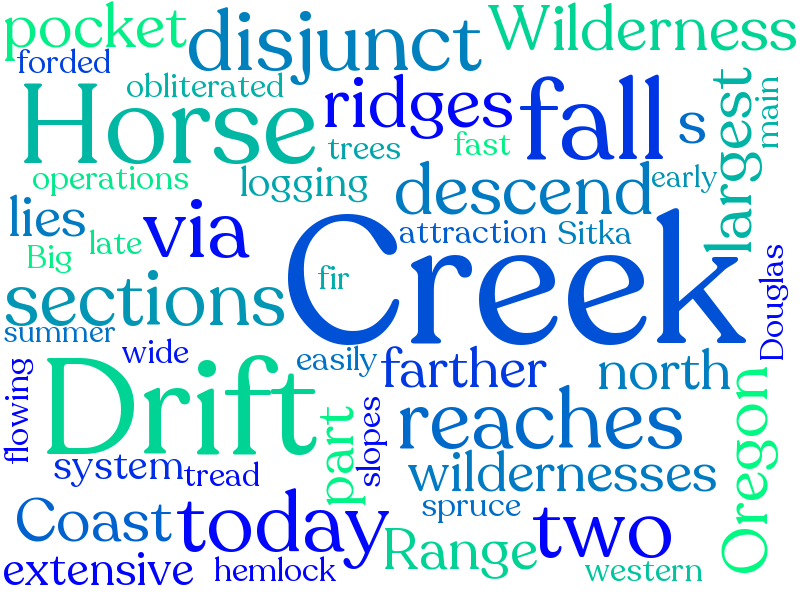 pocket
disjunct
Wilderness
forded
obliterated
Horse
ridges
fall
s
largest
main
trees
fast
operations
logging
descend
early
lies
via
attraction
Sitka
Big
late
Creek
fir
sections
summer
Douglas
wide
easily
farther
north
flowing
Drift
part
slopes
reaches
Oregon
system
tread
wildernesses
Coast
today
spruce
two
Range
extensive
hemlock
western